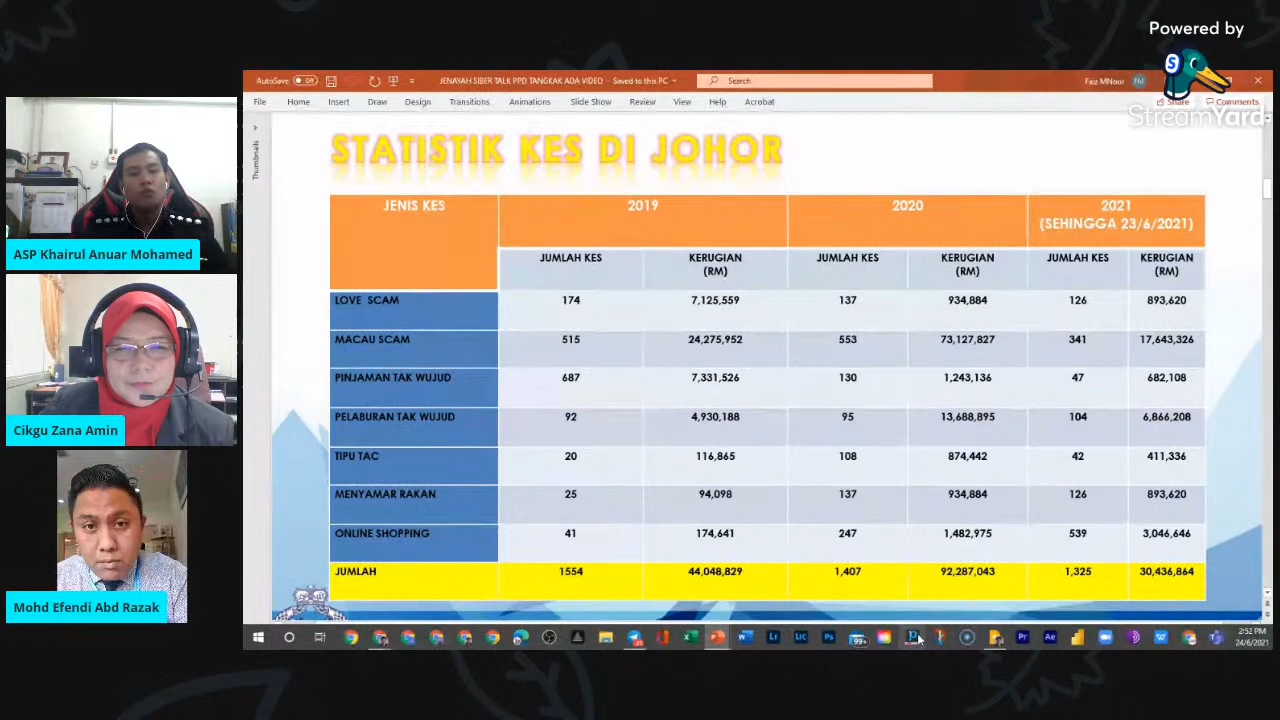 Powered by
StreamYard
AutoSave Off
JENAYAH SIBER TALK PPD TANGKAK ADA VIDEO - Saved to this PC
Search
Faiz MNoor FM
File Home Insert Draw Design Transitions Animations Slide Show Review View Help Acrobat
Share Comments
Thumbnails
STATISTIK KES DI JOHOR
JENIS KES 2019 2020 2021
(SEHINGGA 23/6/2021)
JUMLAH KES KERUGIAN (RM) JUMLAH KES KERUGIAN (RM) JUMLAH KES KERUGIAN (RM)
LOVE SCAM 174 7,125,559 137 934,884 126 893,620
MACAU SCAM 515 24,275,952 553 73,127,827 341 17,643,326
PINJAMAN TAK WUJUD 687 7,331,526 130 1,243,136 47 682,108
PELABURAN TAK WUJUD 92 4,930,188 95 13,688,895 104 6,866,208
TIPU TAC 20 116,865 108 874,442 42 411,336
MENYAMAR RAKAN 25 94,098 137 934,884 126 893,620
ONLINE SHOPPING 41 174,641 247 1,482,975 539 3,046,646
JUMLAH 1554 44,048,829 1,407 92,287,043 1,325 30,436,864
ASP Khairul Anuar Mohamed
Cikgu Zana Amin
Mohd Efendi Abd Razak
99+
2:52 PM
24/6/2021